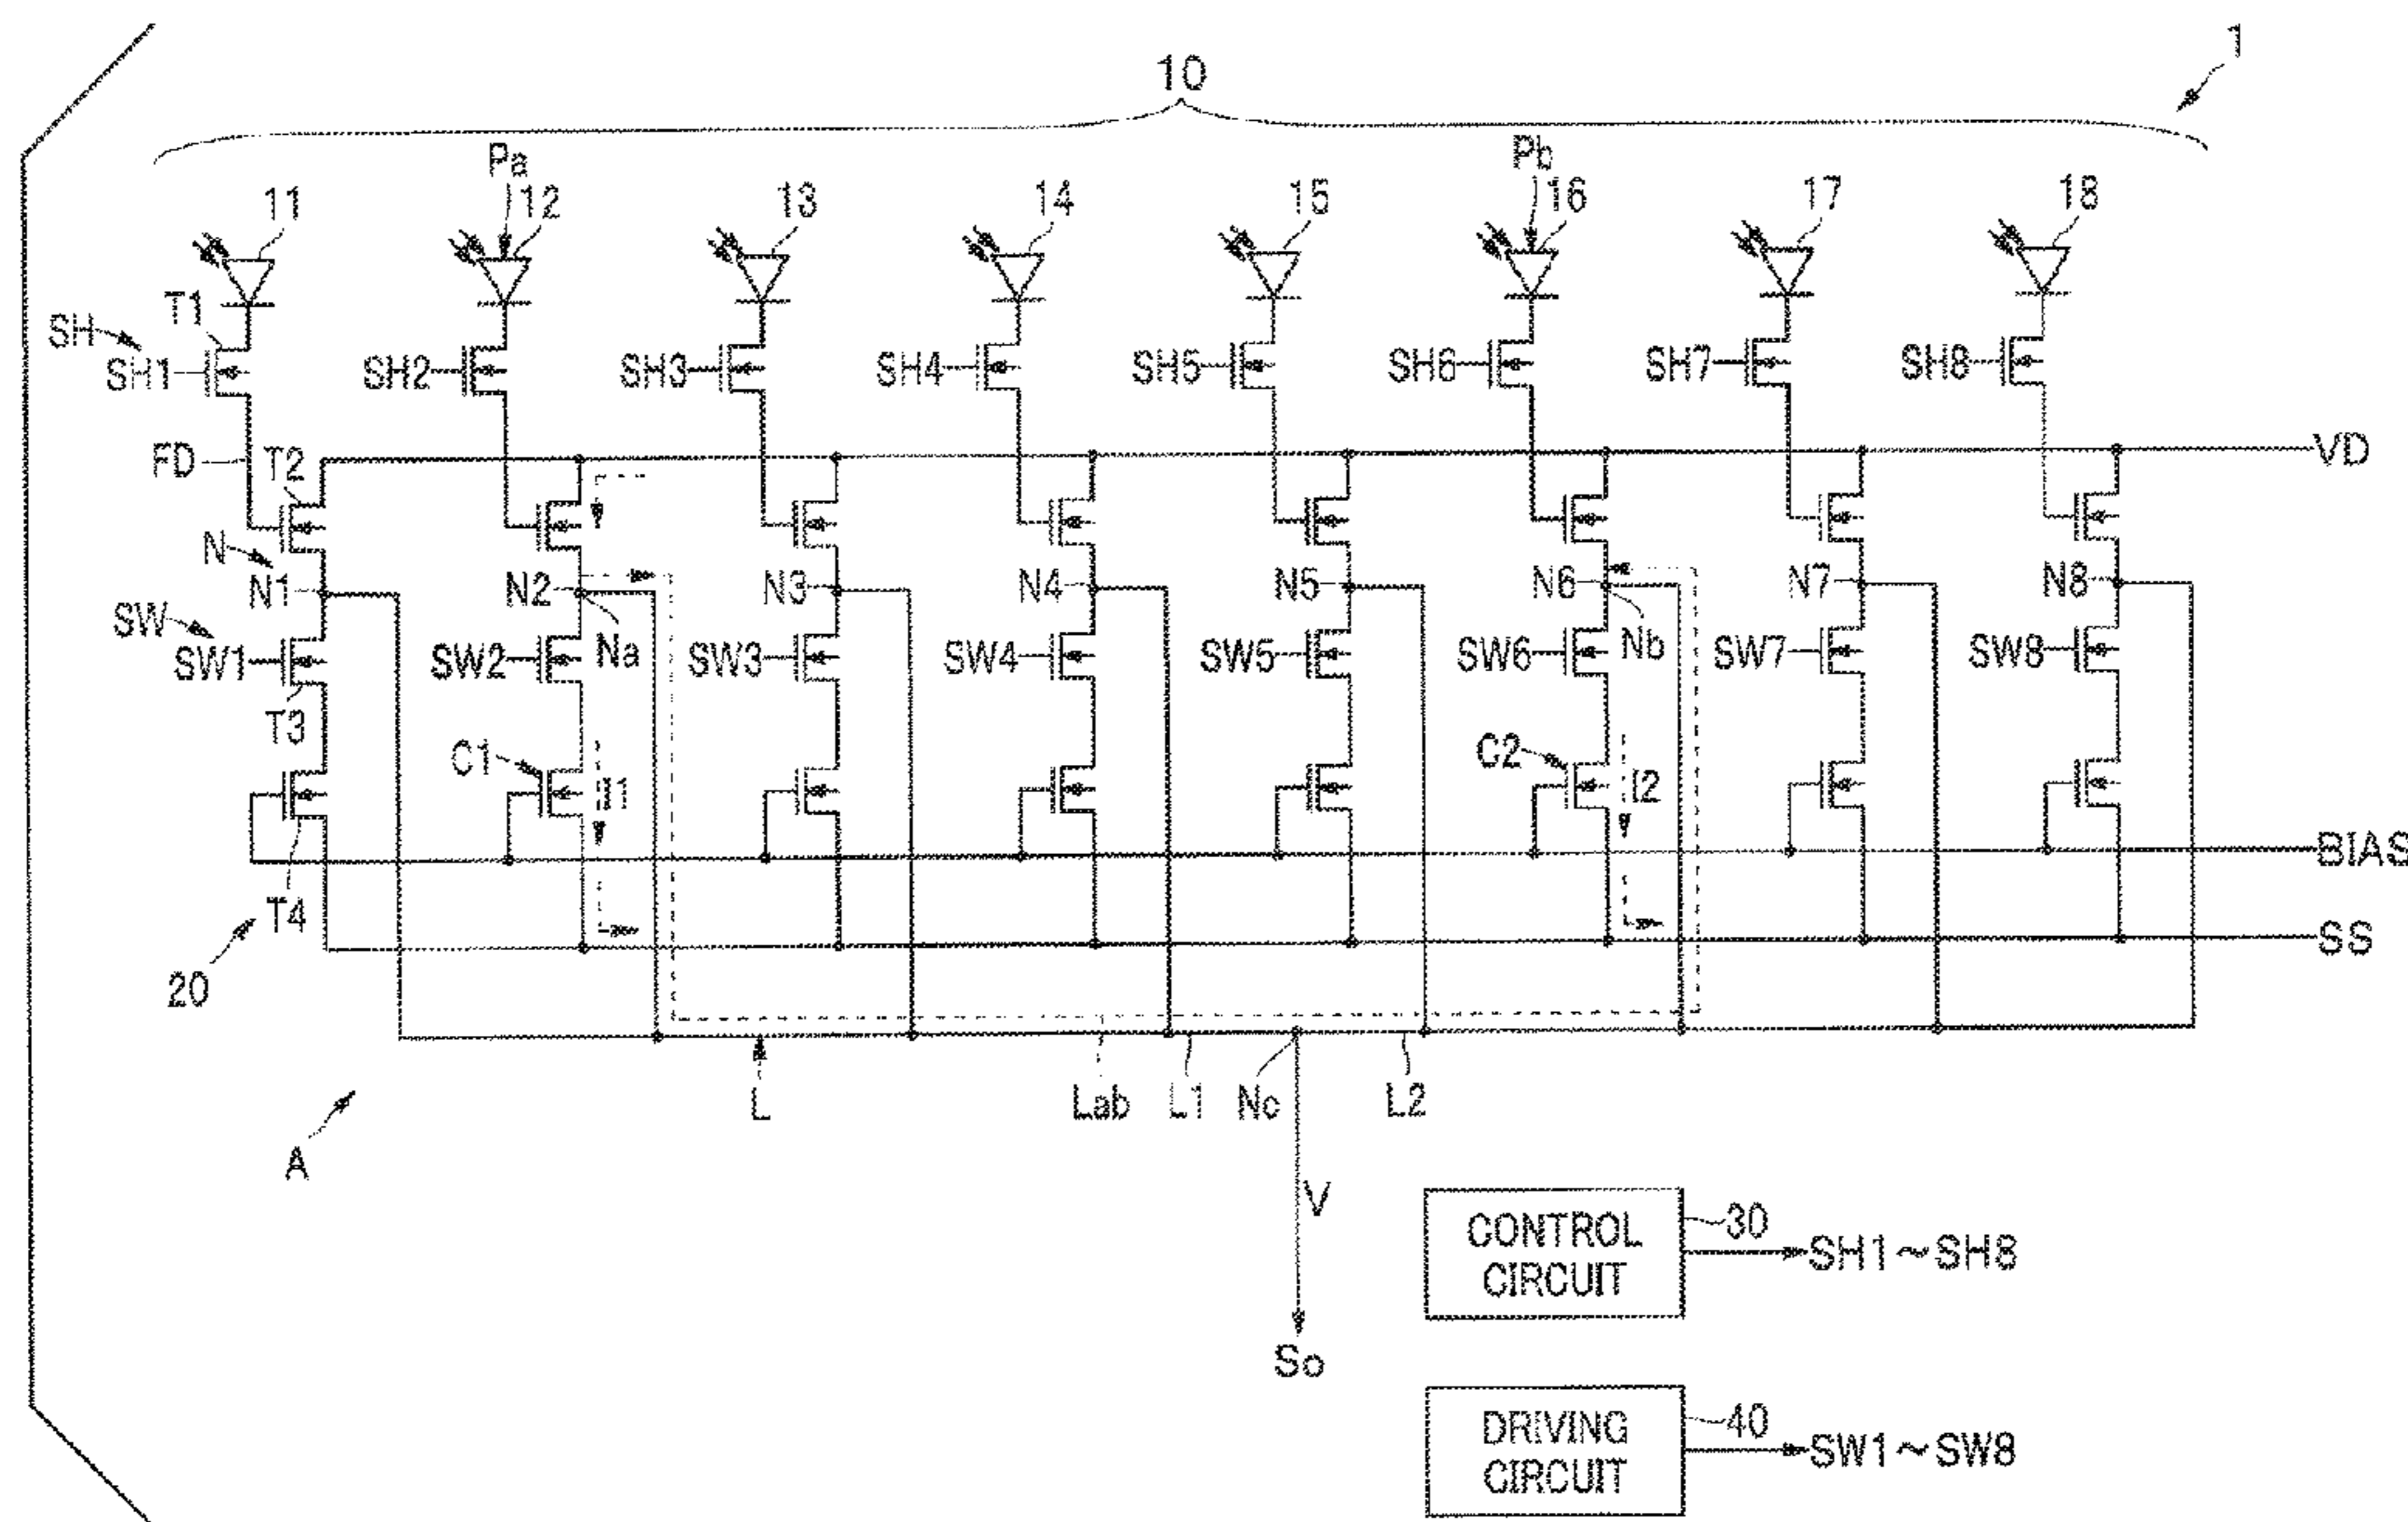 1
10
Pa Pb
11 12 13 14 15 16 17 18
T1
SH
SH1 SH2 SH3 SH4 SH5 SH6 SH7 SH8
FD T2 VD
N
N1 N2 N3 N4 N5 N6 N7 N8
SW Na Nb
SW1 SW2 SW3 SW4 SW5 SW6 SW7 SW8
T3
C1 I1 C2 I2
BIAS
T4
SS
20
L Lab L1 Nc L2
A
V
CONTROL CIRCUIT 30 SH1~SH8
So
DRIVING CIRCUIT 40 SW1~SW8